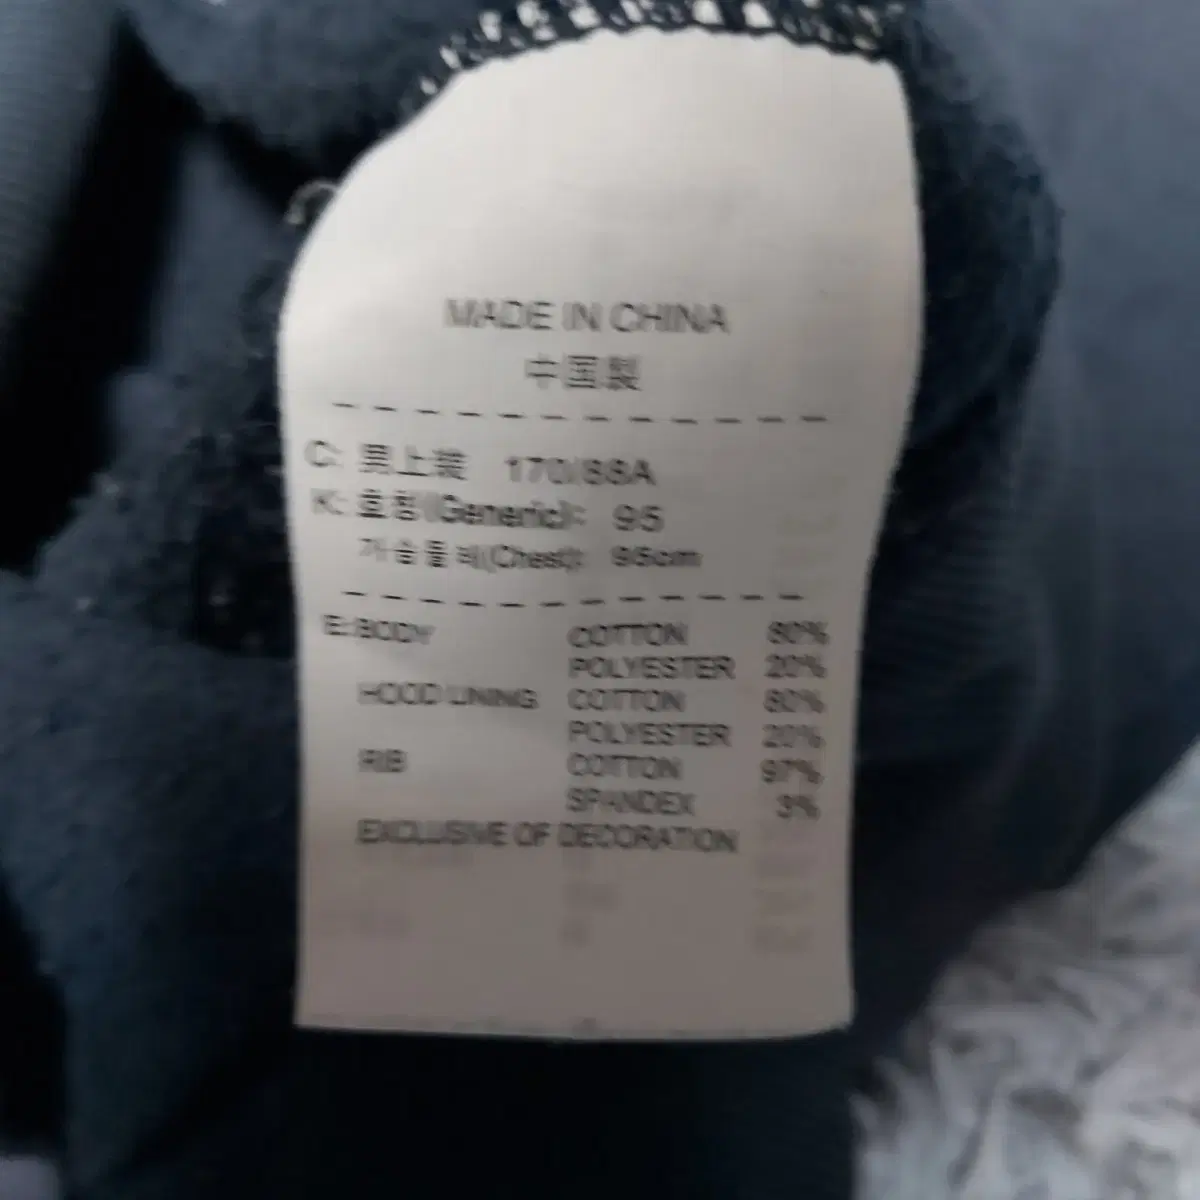 MADE IN CHINA
中国製
C: 男上装 170/88A
K: 호칭(Generic): 95
가슴둘레(Chest): 95cm
E: BODY COTTON 80%
POLYESTER 20%
HOOD LINING COTTON 80%
POLYESTER 20%
RIB COTTON 97%
SPANDEX 3%
EXCLUSIVE OF DECORATION